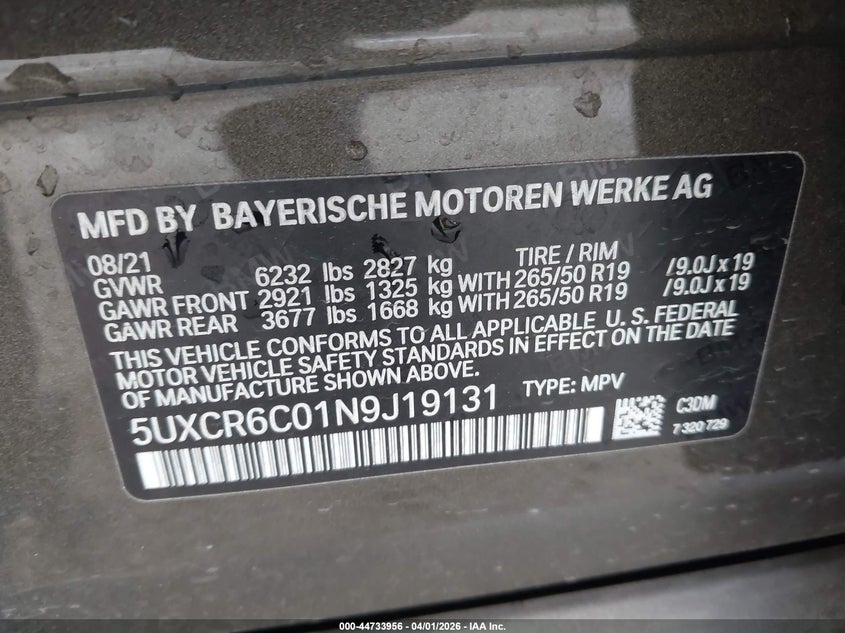 MFD BY BAYERISCHE MOTOREN WERKE AG
08/21 TIRE / RIM
GVWR 6232 lbs 2827 kg
GAWR FRONT 2921 lbs 1325 kg WITH 265/50 R19 /9.0J x 19
GAWR REAR 3677 lbs 1668 kg WITH 265/50 R19 /9.0J x 19
THIS VEHICLE CONFORMS TO ALL APPLICABLE U. S. FEDERAL
MOTOR VEHICLE SAFETY STANDARDS IN EFFECT ON THE DATE
OF MANUFACTURE SHOWN ABOVE.
5UXCR6C01N9J19131 TYPE: MPV
C3DM
7 320 729
000-44733956 | 04/01/2026 - IAA Inc.